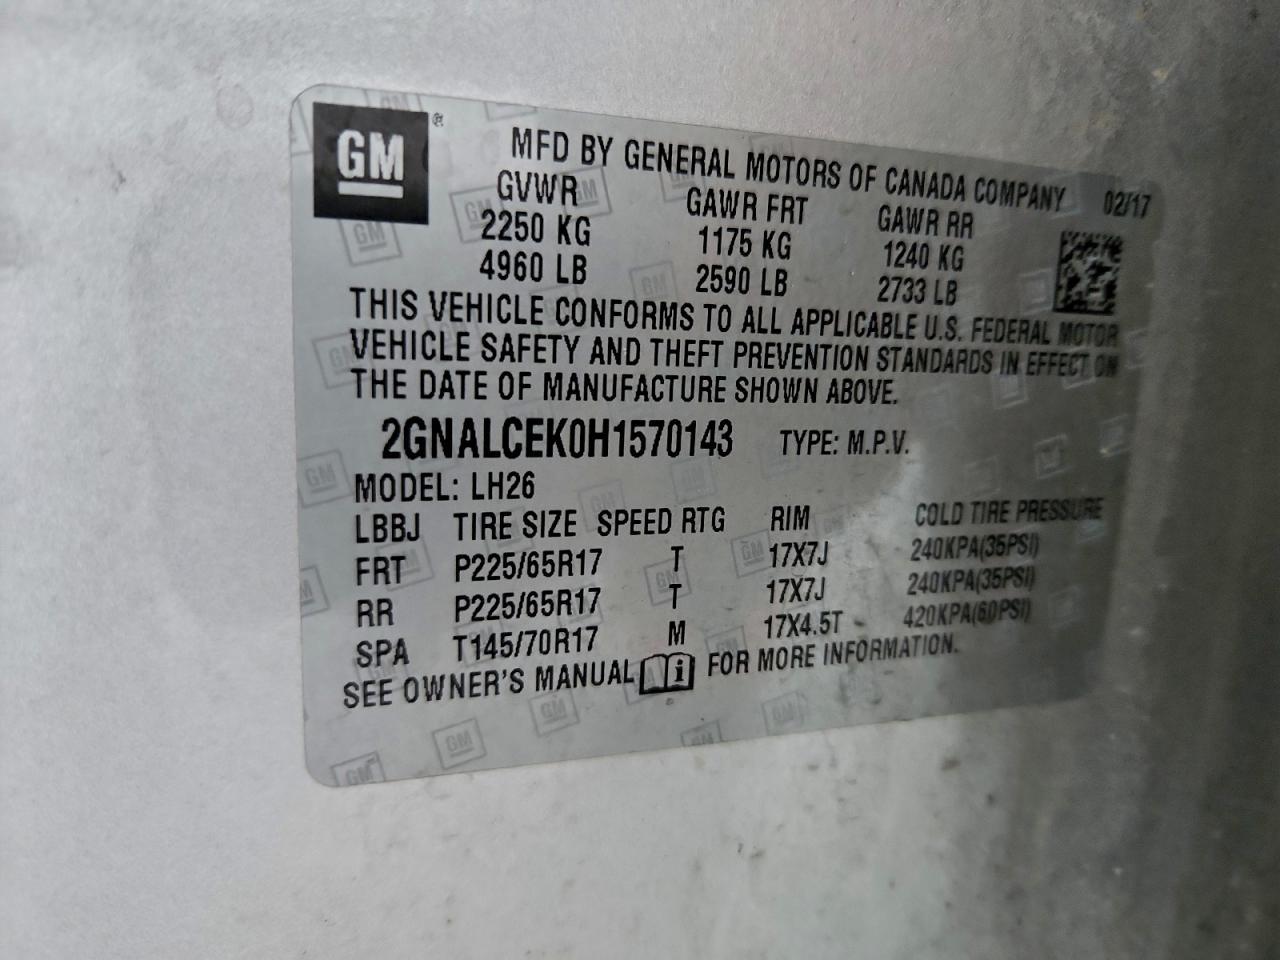 GM®
MFD BY GENERAL MOTORS OF CANADA COMPANY 02/17
GVWR GAWR FRT GAWR RR
2250 KG 1175 KG 1240 KG
4960 LB 2590 LB 2733 LB
THIS VEHICLE CONFORMS TO ALL APPLICABLE U.S. FEDERAL MOTOR
VEHICLE SAFETY AND THEFT PREVENTION STANDARDS IN EFFECT ON
THE DATE OF MANUFACTURE SHOWN ABOVE.
2GNALCEK0H1570143 TYPE: M.P.V.
MODEL: LH26
LBBJ TIRE SIZE SPEED RTG RIM COLD TIRE PRESSURE
FRT P225/65R17 T 17X7J 240KPA(35PSI)
RR P225/65R17 T 17X7J 240KPA(35PSI)
SPA T145/70R17 M 17X4.5T 420KPA(60PSI)
SEE OWNER'S MANUAL i FOR MORE INFORMATION.